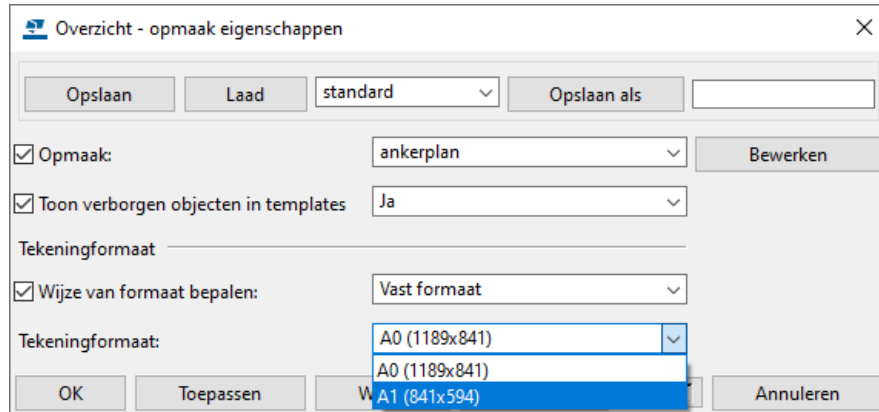 Overzicht - opmaak eigenschappen
Opslaan Laad standard Opslaan als
Opmaak: ankerplan Bewerken
Toon verborgen objecten in templates Ja
Tekeningformaat
Wijze van formaat bepalen: Vast formaat
Tekeningformaat: A0 (1189x841)
A0 (1189x841)
OK Toepassen A1 (841x594) Annuleren